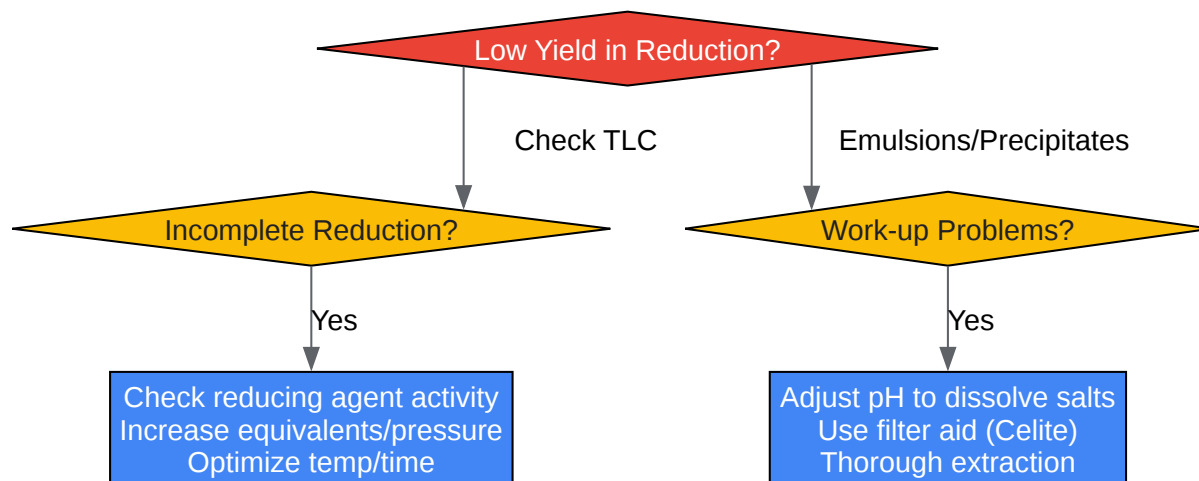 Low Yield in Reduction?
Check TLC
Emulsions/Precipitates
Incomplete Reduction?
Work-up Problems?
Yes
Yes
Check reducing agent activity
Increase equivalents/pressure
Optimize temp/time
Adjust pH to dissolve salts
Use filter aid (Celite)
Thorough extraction